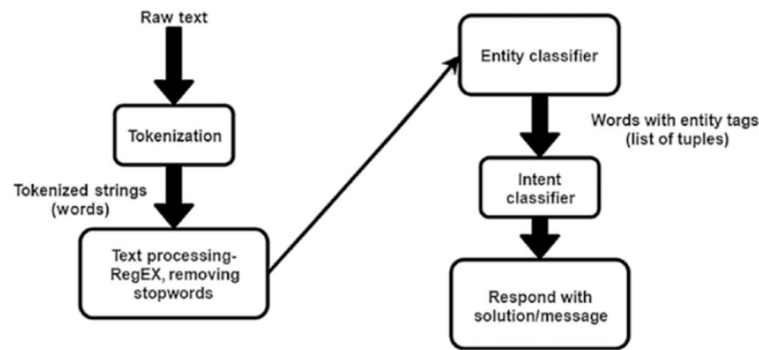 Raw text
Tokenization
Tokenized strings
(words)
Text processing-
RegEX, removing
stopwords
Entity classifier
Words with entity tags
(list of tuples)
Intent
classifier
Respond with
solution/message